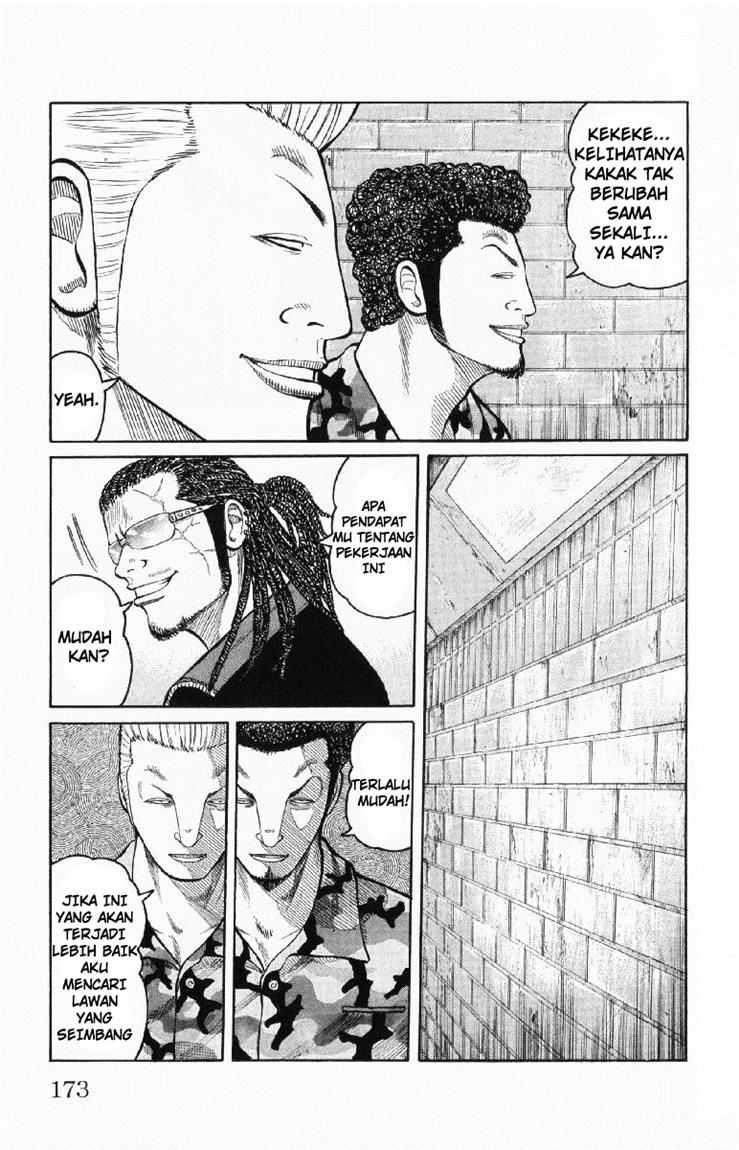 KEKEKE...
KELIHATANYA
KAKAK TAK
BERUBAH
SAMA
SEKALI...
YA KAN?
YEAH.
APA
PENDAPAT
MU TENTANG
PEKERJAAN
INI
MUDAH
KAN?
TERLALU
MUDAH!
JIKA INI
YANG AKAN
TERJADI
LEBIH BAIK
AKU
MENCARI
LAWAN
YANG
SEIMBANG
173